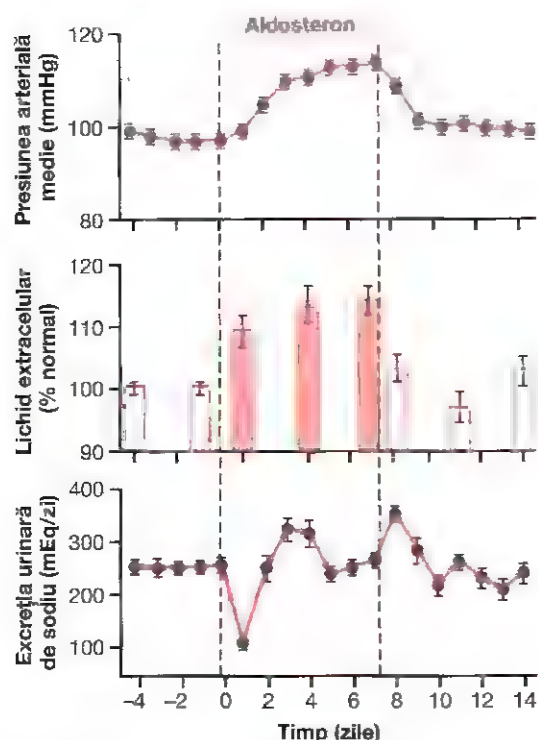 Aldosteron
Presiunea arterială
medie (mmHg)
120
100
80
Lichid extracelular
(% normal)
120
110
100
90
Excreția urinară
de sodiu (mEq/zi)
400
300
200
100
−4 −2 0 2 4 6 8 10 12 14
Timp (zile)